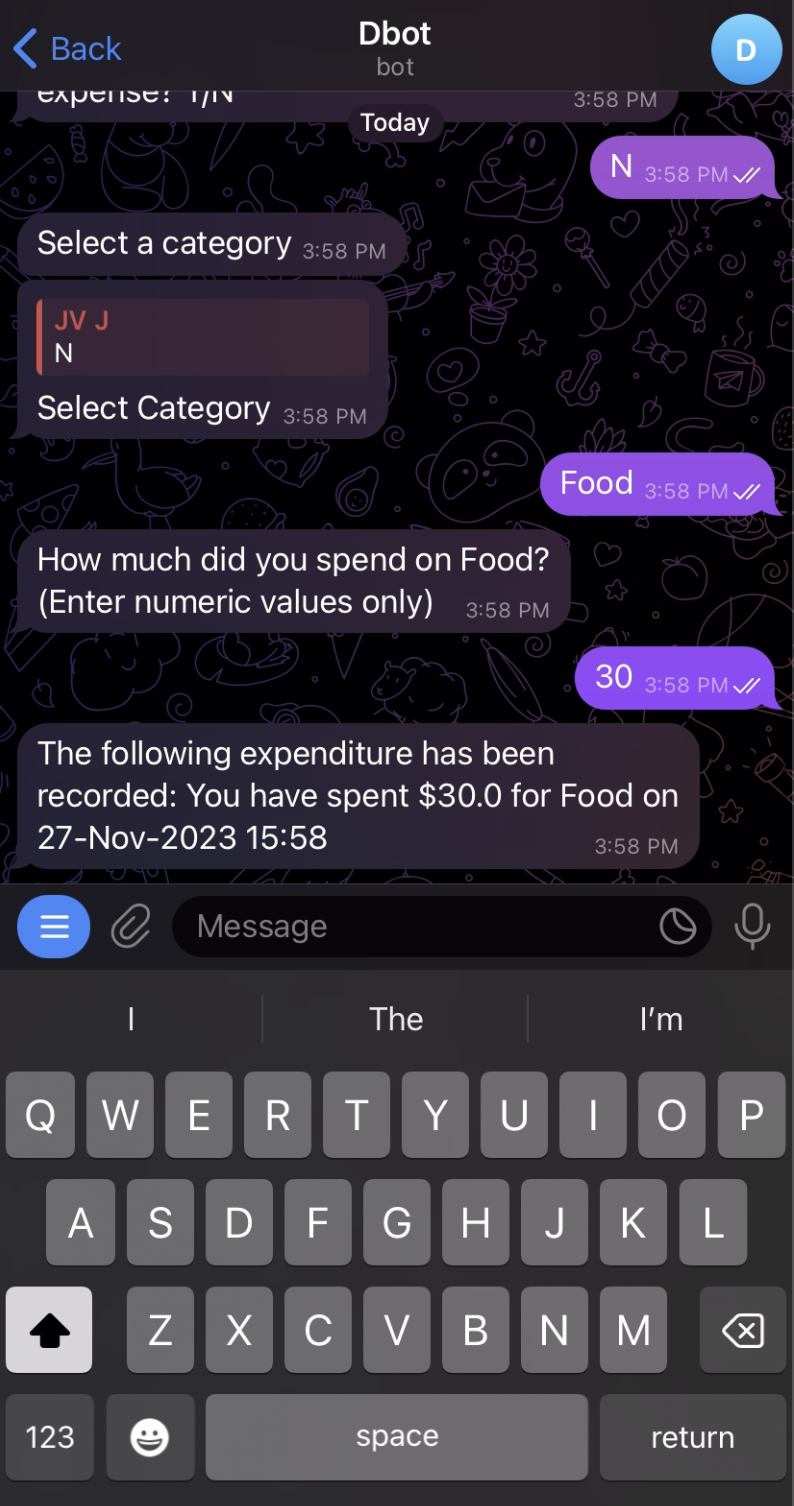 Back
Dbot
bot
D
expense? Y/N 3:58 PM
Today
N 3:58 PM
Select a category 3:58 PM
JV J
N
Select Category 3:58 PM
Food 3:58 PM
How much did you spend on Food?
(Enter numeric values only) 3:58 PM
30 3:58 PM
The following expenditure has been
recorded: You have spent $30.0 for Food on
27-Nov-2023 15:58 3:58 PM
Message
I The I’m
Q W E R T Y U I O P
A S D F G H J K L
Z X C V B N M
123 space return